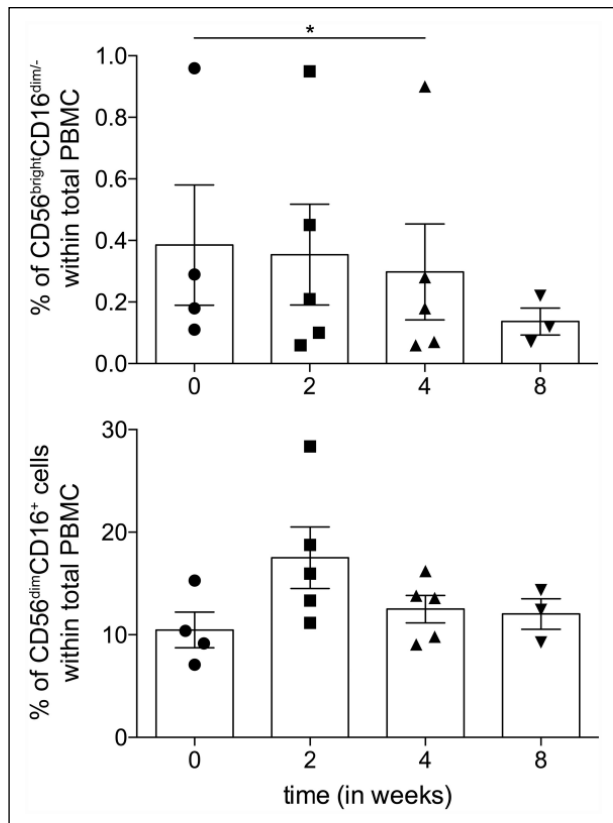 *
% of CD56brightCD16dim/-
within total PBMC
1.0
0.8
0.6
0.4
0.2
0.0
0 2 4 8
% of CD56dimCD16+ cells
within total PBMC
30
20
10
0
0 2 4 8
time (in weeks)